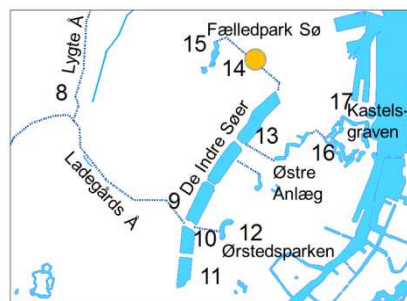 Fælledpark Sø
15
14
Lygte Å
8
17
Kastels-
graven
De Indre Søer
13
16
Østre
Anlæg
Ladegårds Å
9
10
12
Ørstedsparken
11